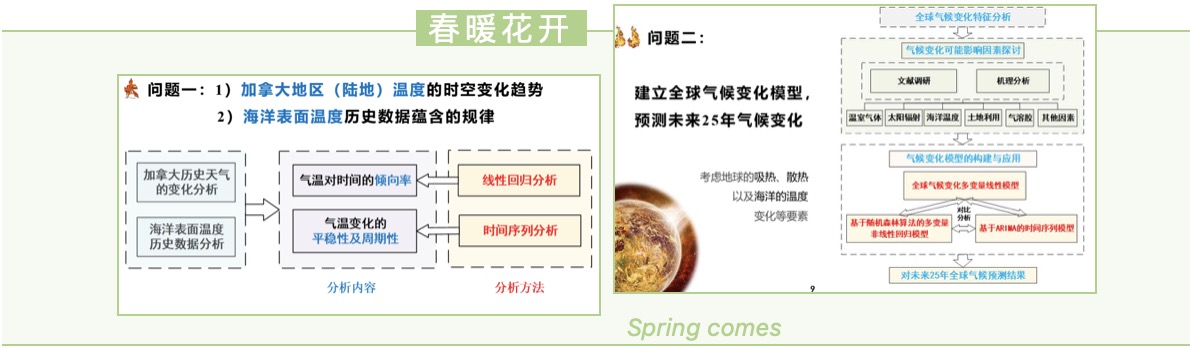 春暖花开
问题一：1）加拿大地区（陆地）温度的时空变化趋势
2）海洋表面温度历史数据蕴含的规律
加拿大历史天气
的变化分析
海洋表面温度
历史数据分析
气温对时间的倾向率
气温变化的
平稳性及周期性
线性回归分析
时间序列分析
分析内容
分析方法
问题二：
建立全球气候变化模型，
预测未来25年气候变化
考虑地球的吸热、散热
以及海洋的温度
变化等要素
全球气候变化特征分析
气候变化可能影响因素探讨
文献调研
机理分析
温室气体
太阳辐射
海洋温度
土地利用
气溶胶
其他因素
气候变化模型的构建与应用
全球气候变化多变量线性模型
对比
分析
基于随机森林算法的多变量
非线性回归模型
基于ARIMA的时间序列模型
对未来25年全球气候预测结果
9
Spring comes